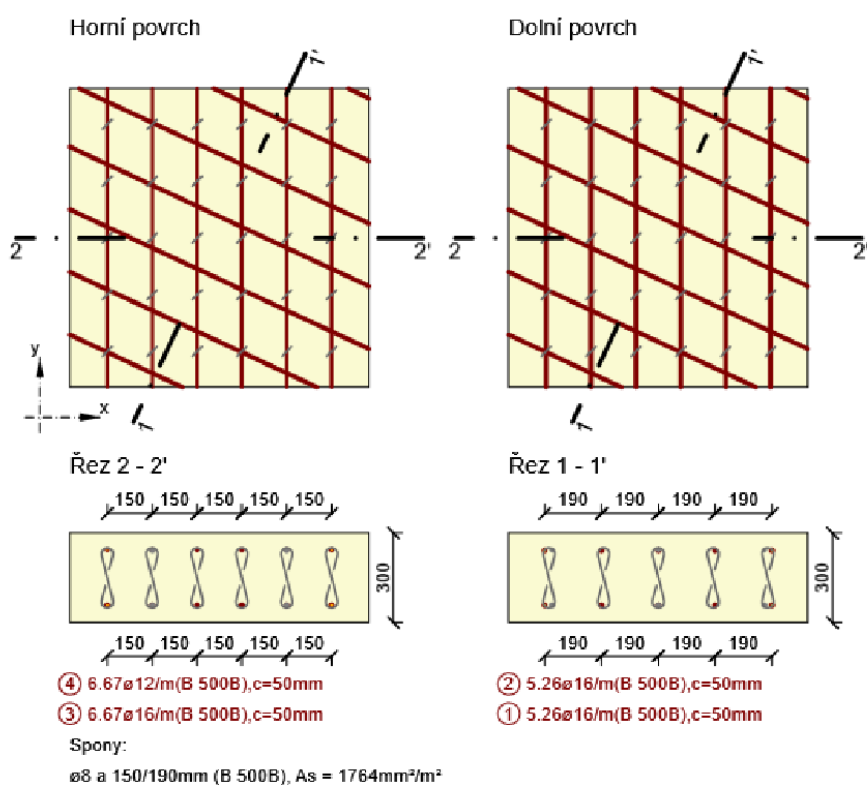 Horní povrch
Dolní povrch
1'
1'
2
2'
2
2'
y
x
1
1
Řez 2 - 2'
Řez 1 - 1'
150 150 150 150 150
190 190 190 190
300
300
150 150 150 150 150
190 190 190 190
4 6.67ø12/m(B 500B),c=50mm
2 5.26ø16/m(B 500B),c=50mm
3 6.67ø16/m(B 500B),c=50mm
1 5.26ø16/m(B 500B),c=50mm
Spony:
ø8 a 150/190mm (B 500B), As = 1764mm²/m²